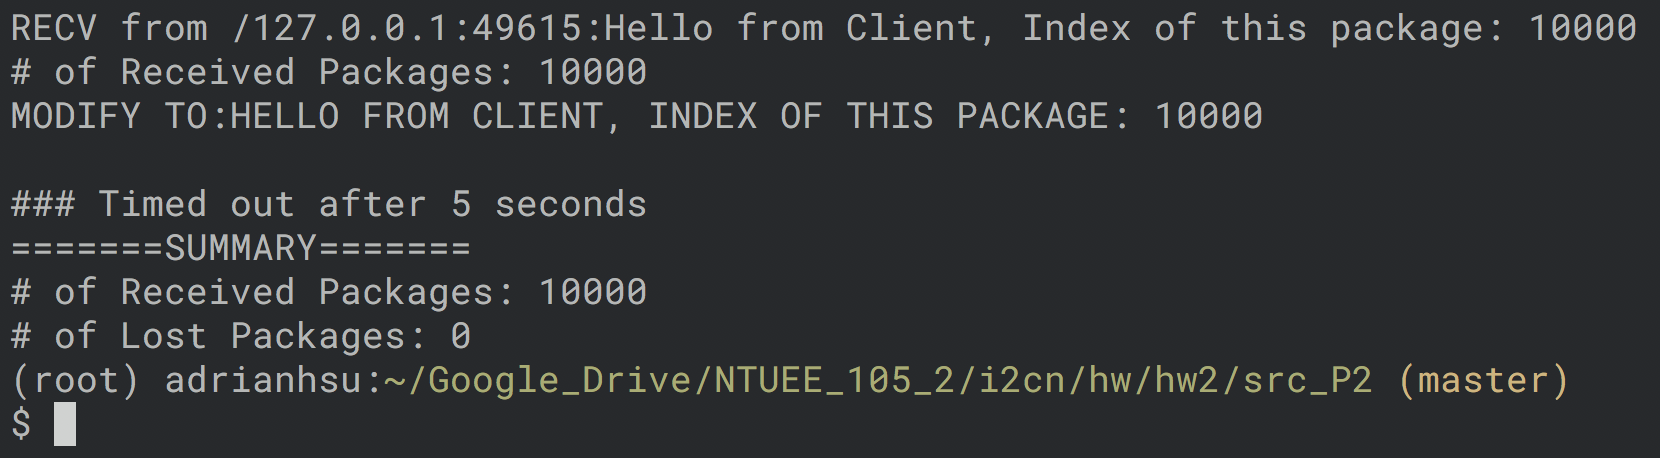 RECV from /127.0.0.1:49615:Hello from Client, Index of this package: 10000
# of Received Packages: 10000
MODIFY TO:HELLO FROM CLIENT, INDEX OF THIS PACKAGE: 10000
### Timed out after 5 seconds
=======SUMMARY=======
# of Received Packages: 10000
# of Lost Packages: 0
(root) adrianhsu:~/Google_Drive/NTUEE_105_2/i2cn/hw/hw2/src_P2 (master)
$